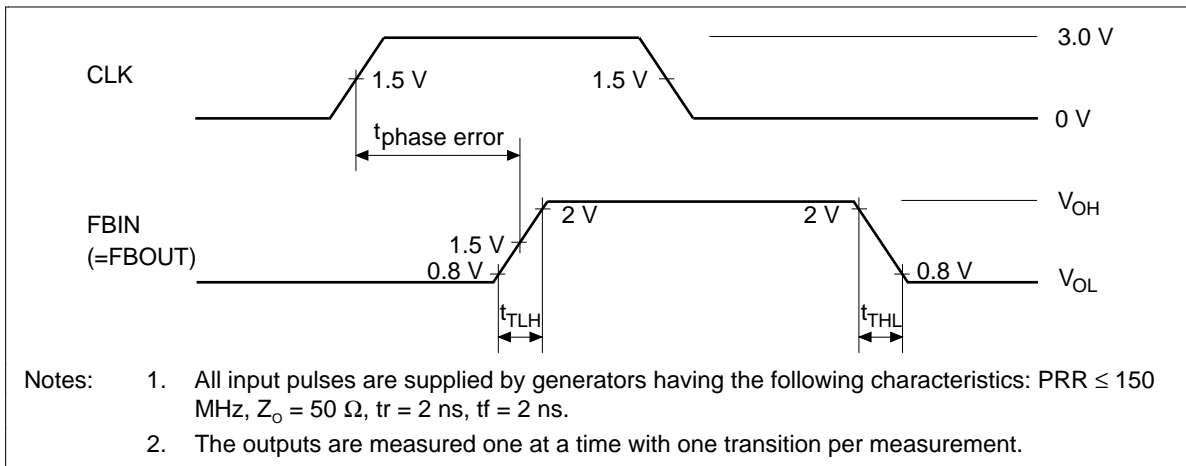 3.0 V
CLK
1.5 V
1.5 V
0 V
tphase error
VOH
FBIN
(=FBOUT)
2 V
2 V
1.5 V
0.8 V
0.8 V
VOL
tTLH
tTHL
Notes: 1. All input pulses are supplied by generators having the following characteristics: PRR ≤ 150
MHz, Zo = 50 Ω, tr = 2 ns, tf = 2 ns.
2. The outputs are measured one at a time with one transition per measurement.